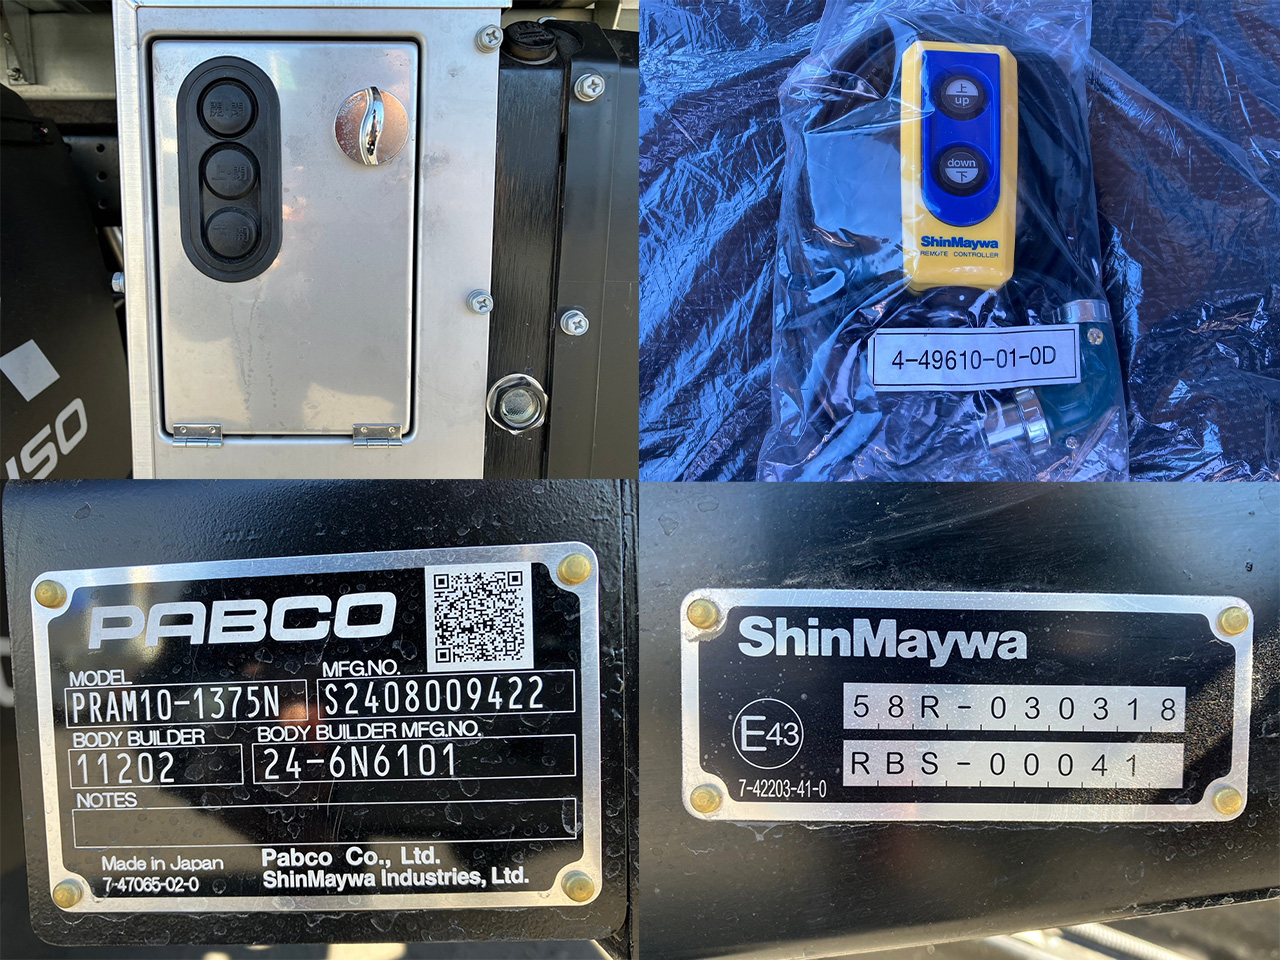 上
up
down
下
ShinMaywa
REMOTE CONTROLLER
4-49610-01-0D
PABCO
MODEL
MFG.NO.
PRAM10-1375N
S2408009422
BODY BUILDER
BODY BUILDER MFG.NO.
11202
24-6N6101
NOTES
Made in Japan
Pabco Co., Ltd.
7-47065-02-0
ShinMaywa Industries, Ltd.
ShinMaywa
E43
58R-030318
RBS-00041
7-42203-41-0